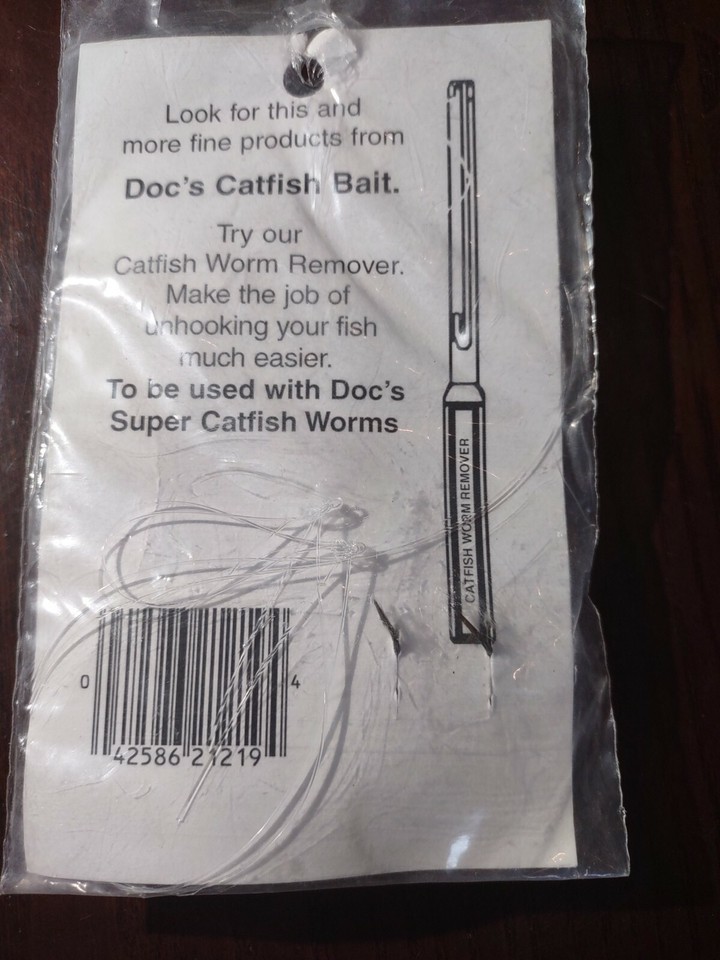 Look for this and
more fine products from
Doc's Catfish Bait.
Try our
Catfish Worm Remover.
Make the job of
unhooking your fish
much easier.
To be used with Doc's
Super Catfish Worms
CATFISH WORM REMOVER
0 42586 21219 4